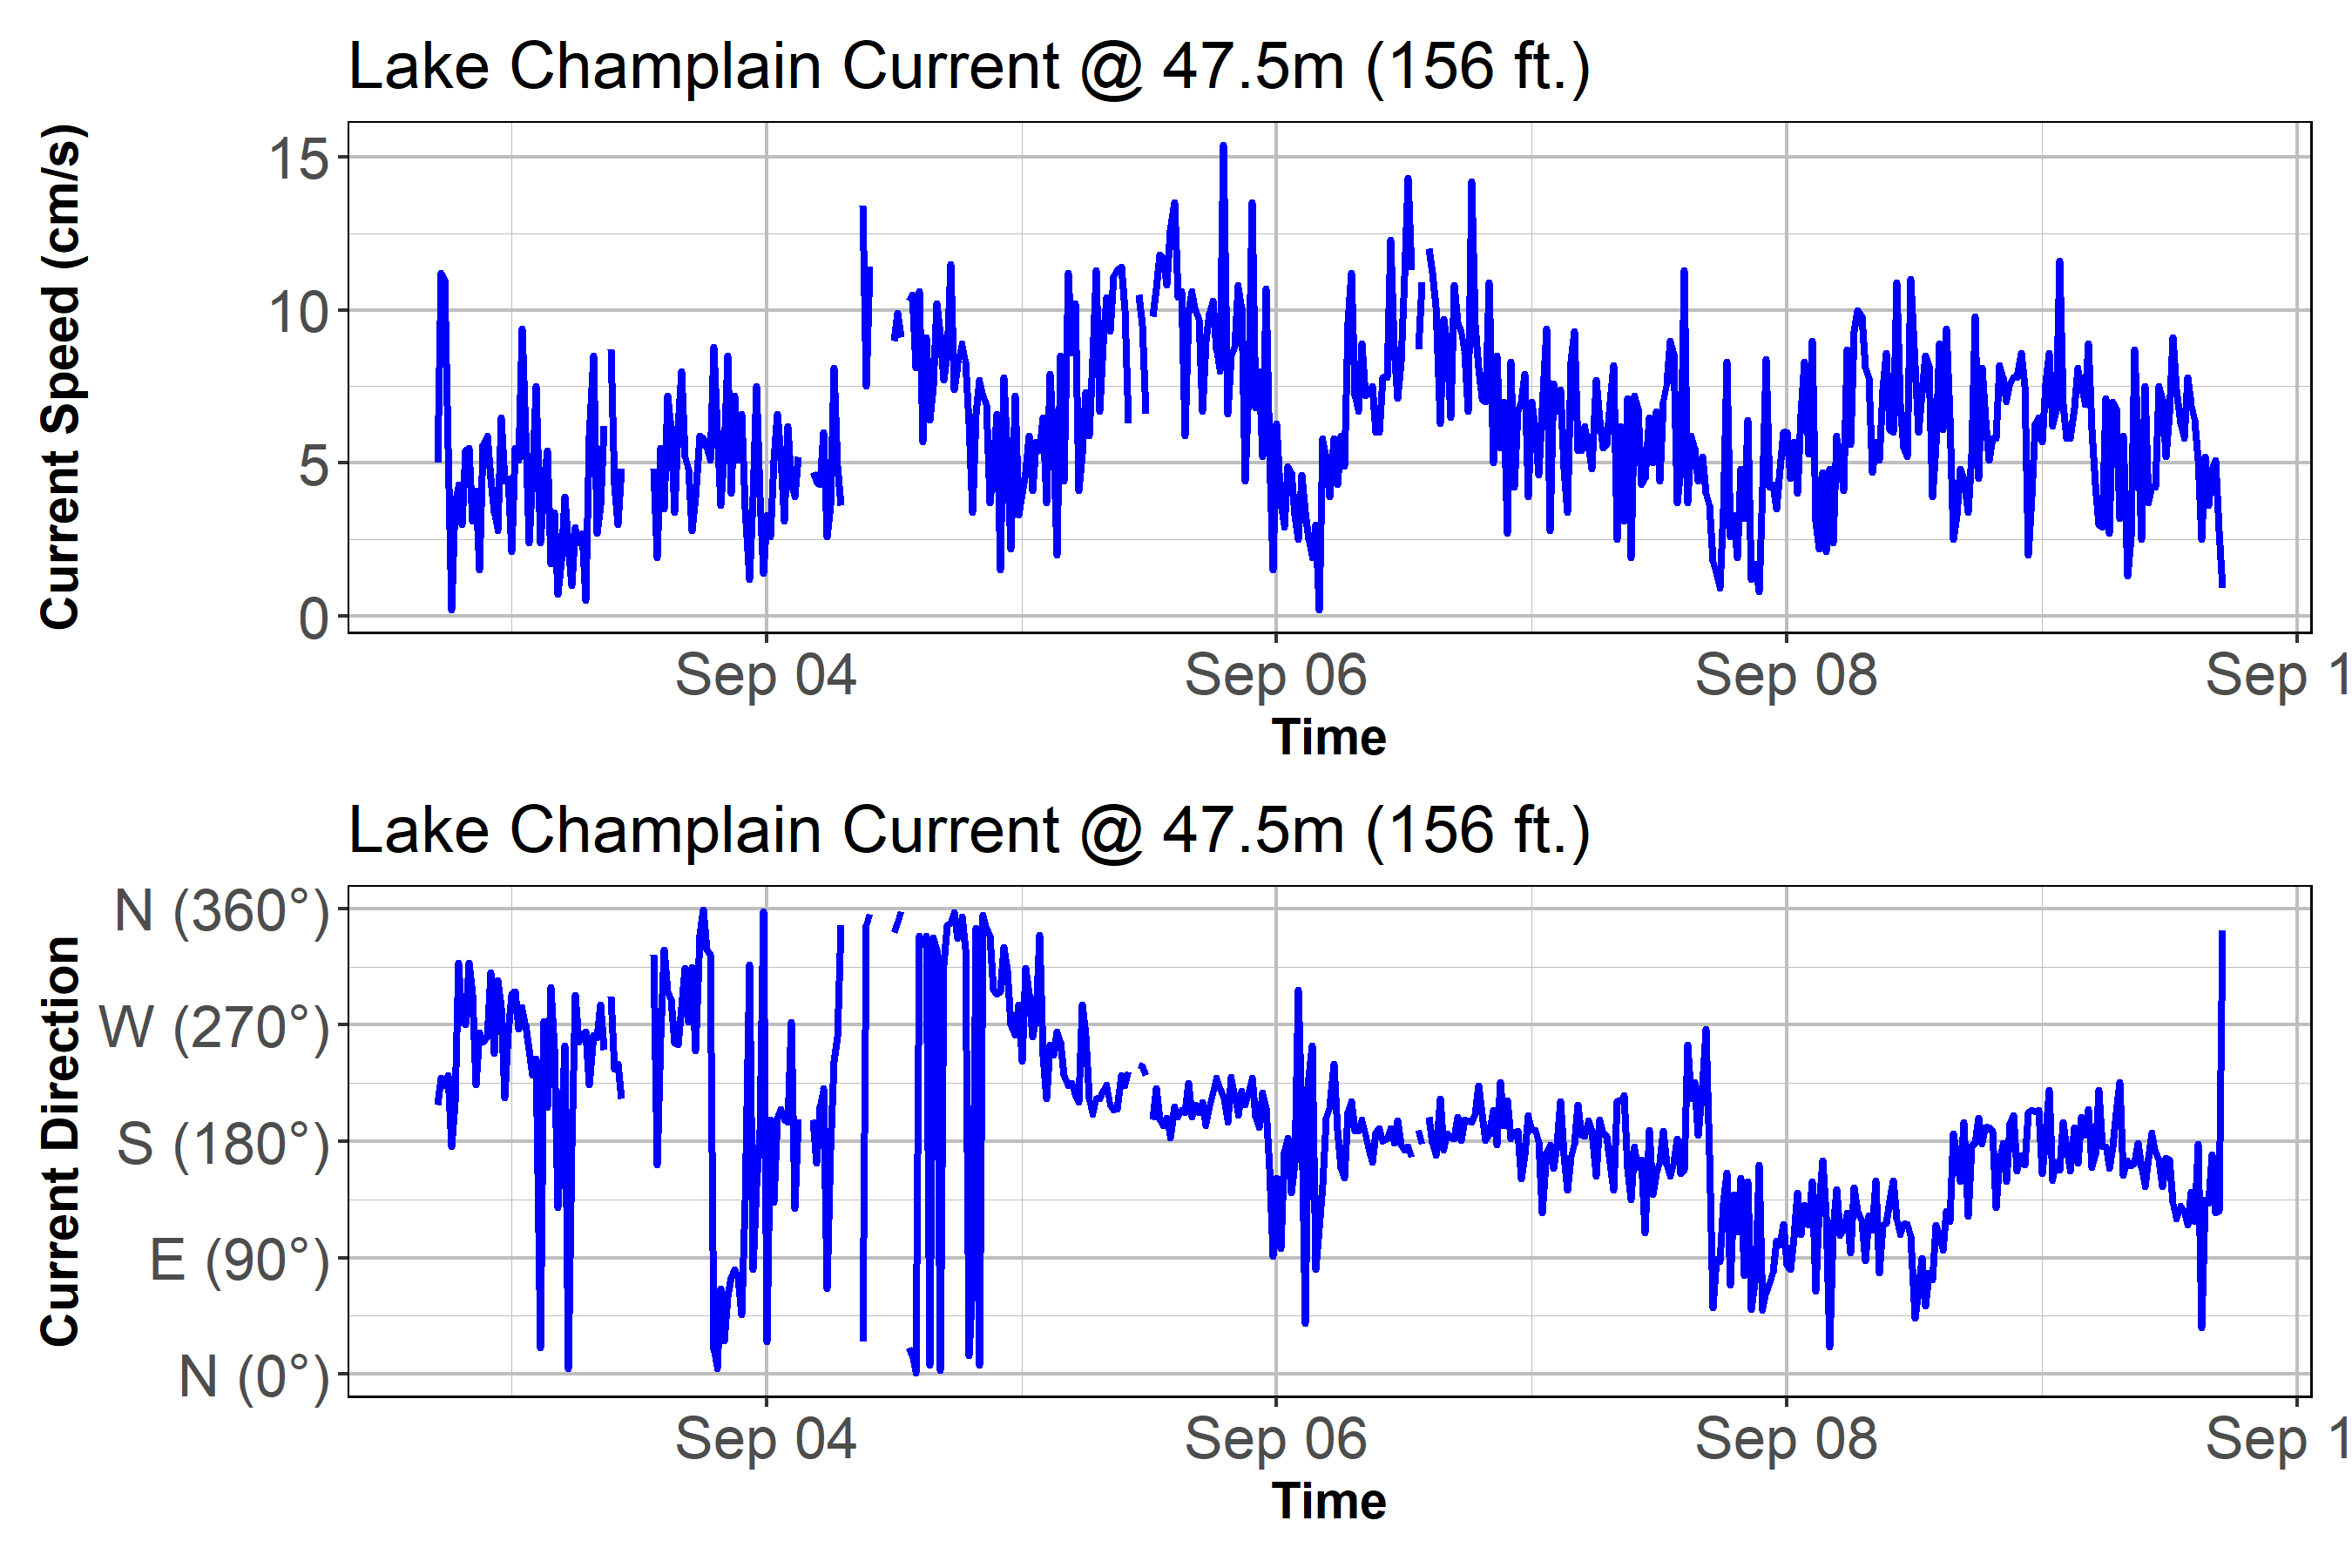 Lake Champlain Current @ 47.5m (156 ft.)
Current Speed (cm/s)
15
10
5
0
Sep 04 Sep 06 Sep 08 Sep 1
Time
Lake Champlain Current @ 47.5m (156 ft.)
Current Direction
N (360°)
W (270°)
S (180°)
E (90°)
N (0°)
Sep 04 Sep 06 Sep 08 Sep 1
Time